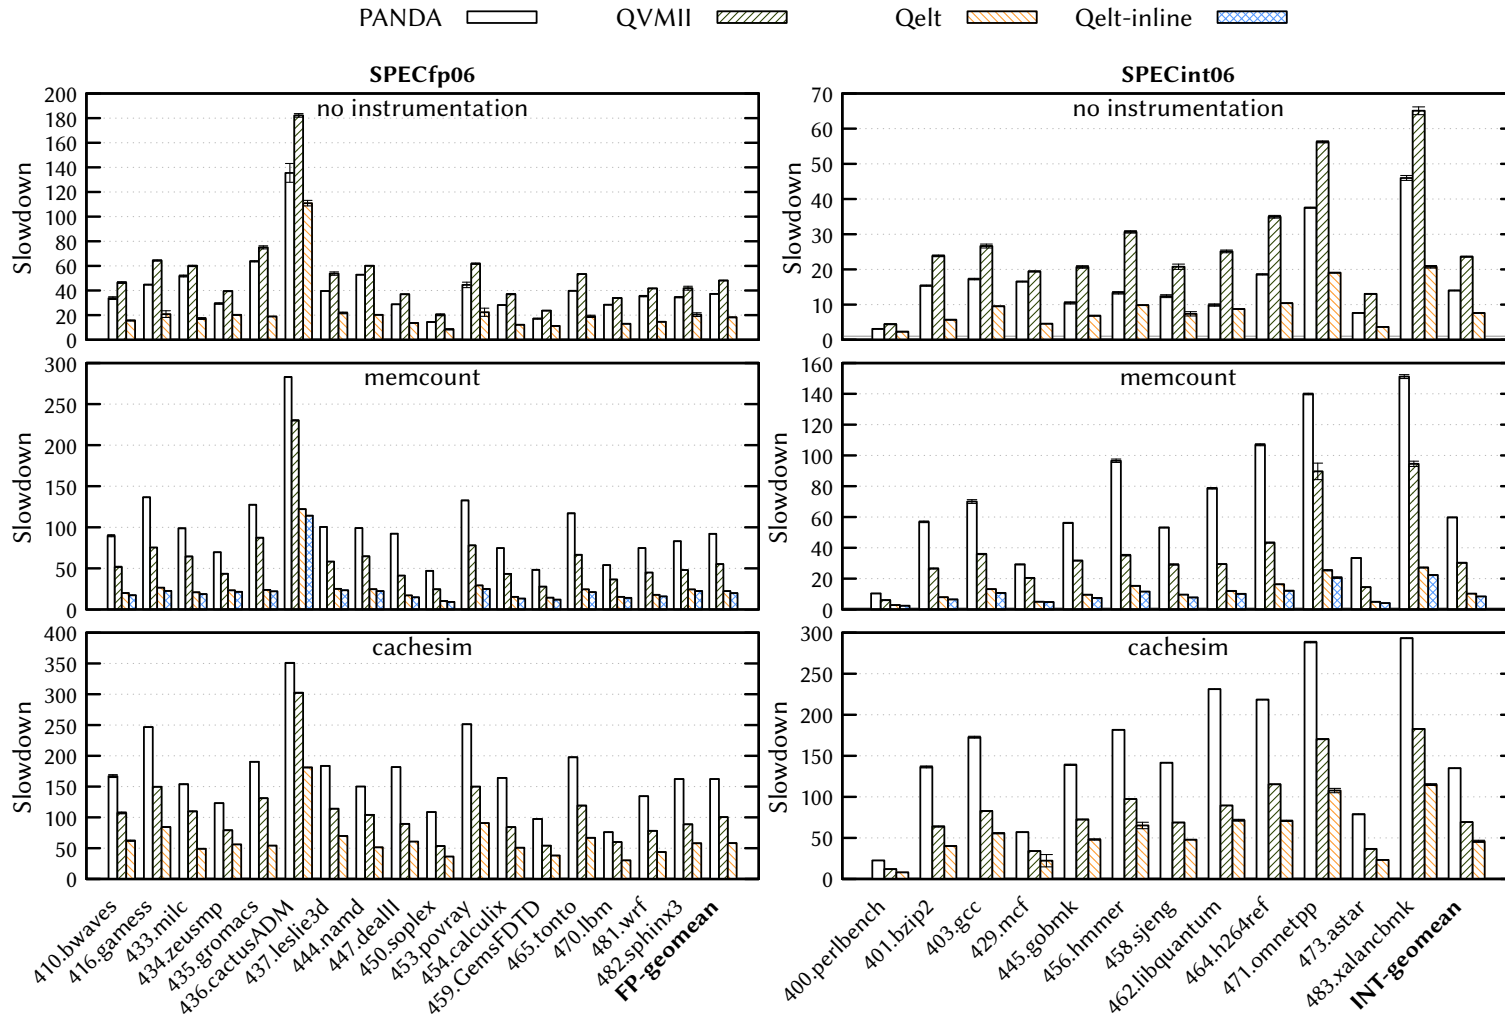 PANDA QVMII Qelt Qelt-inline
SPECfp06
no instrumentation
Slowdown
200
180
160
140
120
100
80
60
40
20
0
memcount
Slowdown
300
250
200
150
100
50
0
cachesim
Slowdown
400
350
300
250
200
150
100
50
0
410.bwaves
416.gamess
433.milc
434.zeusmp
435.gromacs
436.cactusADM
437.leslie3d
444.namd
447.dealII
450.soplex
453.povray
454.calculix
459.GemsFDTD
465.tonto
470.lbm
481.wrf
482.sphinx3
FP-geomean
SPECint06
no instrumentation
Slowdown
70
60
50
40
30
20
10
0
memcount
Slowdown
160
140
120
100
80
60
40
20
0
cachesim
Slowdown
300
250
200
150
100
50
0
400.perlbench
401.bzip2
403.gcc
429.mcf
445.gobmk
456.hmmer
458.sjeng
462.libquantum
464.h264ref
471.omnetpp
473.astar
483.xalancbmk
INT-geomean